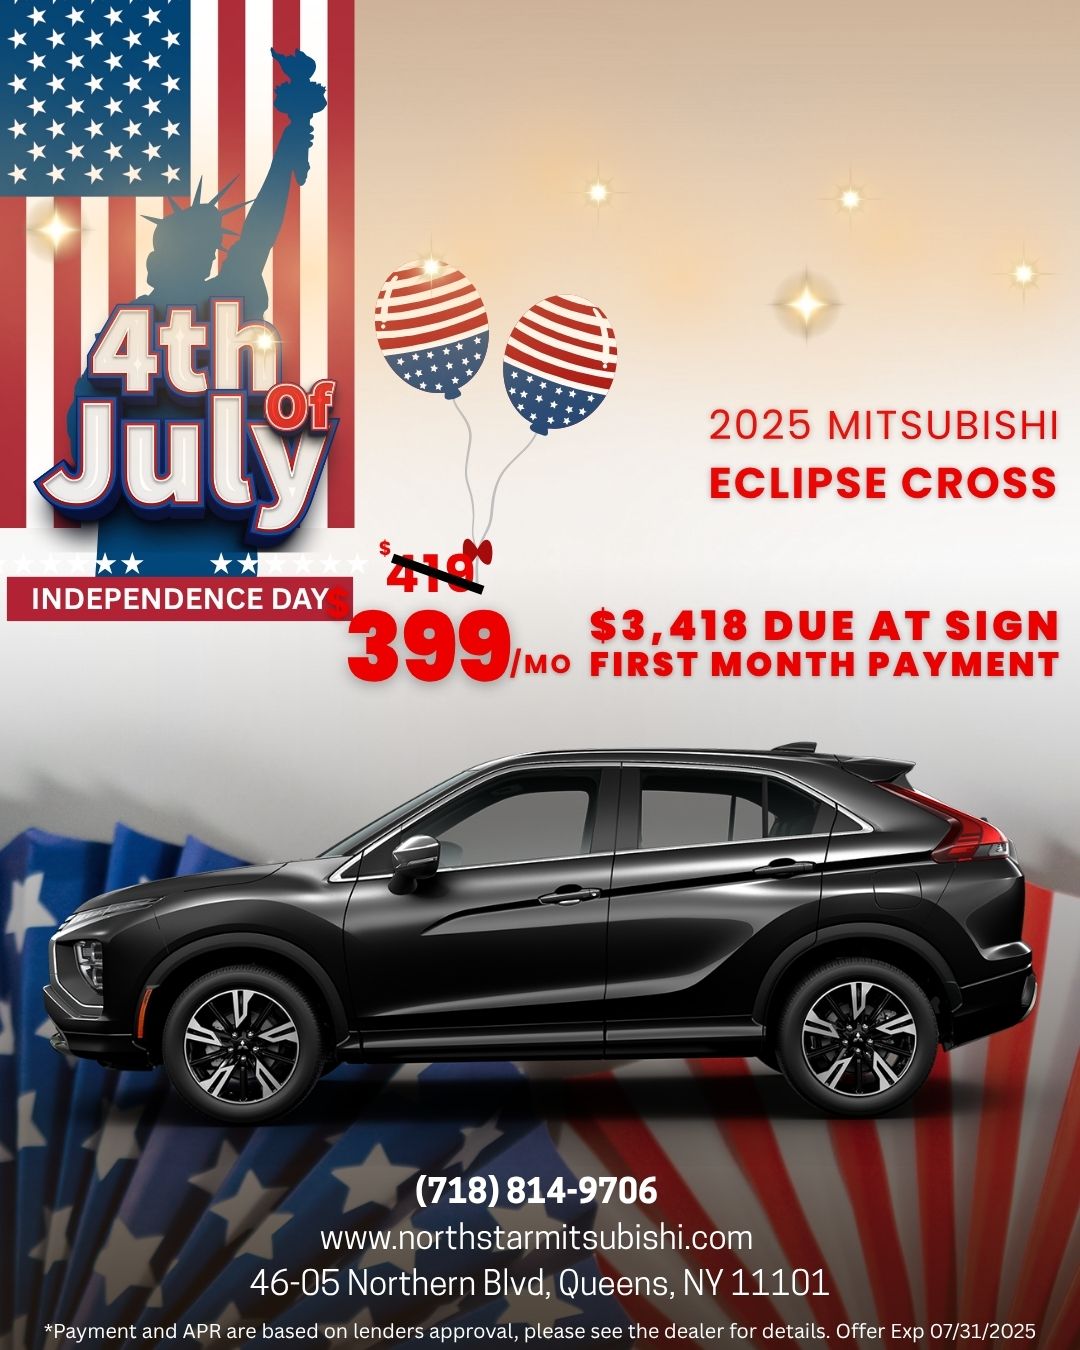 4th
Of
July
INDEPENDENCE DAY
2025 MITSUBISHI
ECLIPSE CROSS
$419
$399/MO
$3,418 DUE AT SIGN
FIRST MONTH PAYMENT
(718) 814-9706
www.northstarmitsubishi.com
46-05 Northern Blvd, Queens, NY 11101
*Payment and APR are based on lenders approval, please see the dealer for details. Offer Exp 07/31/2025